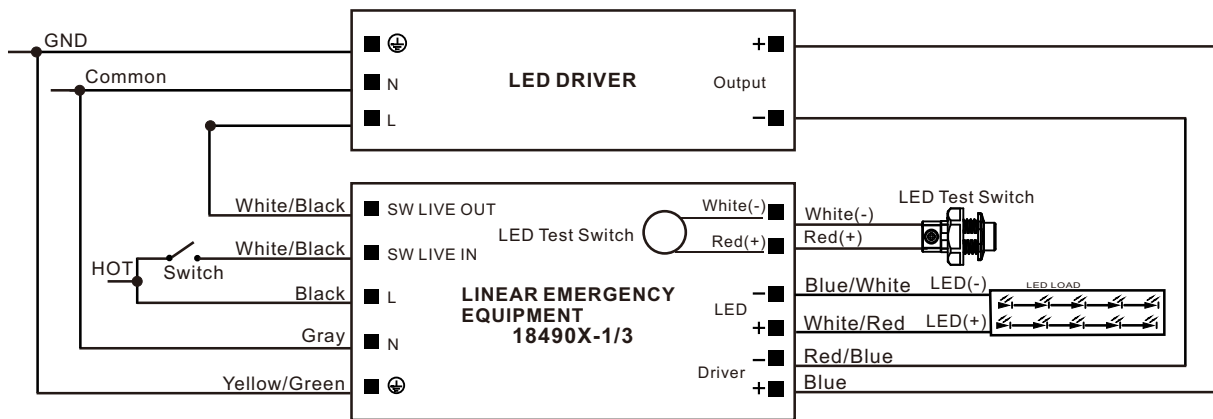 GND
Common
LED DRIVER
N
L
+
Output
−
White/Black
SW LIVE OUT
White/Black
SW LIVE IN
HOT
Switch
Black
L
Gray
N
Yellow/Green
LED Test Switch
White(-)
Red(+)
LINEAR EMERGENCY
EQUIPMENT
18490X-1/3
LED
−
+
Driver
−
+
LED Test Switch
White(-)
Red(+)
Blue/White
LED(-)
LED LOAD
White/Red
LED(+)
Red/Blue
Blue